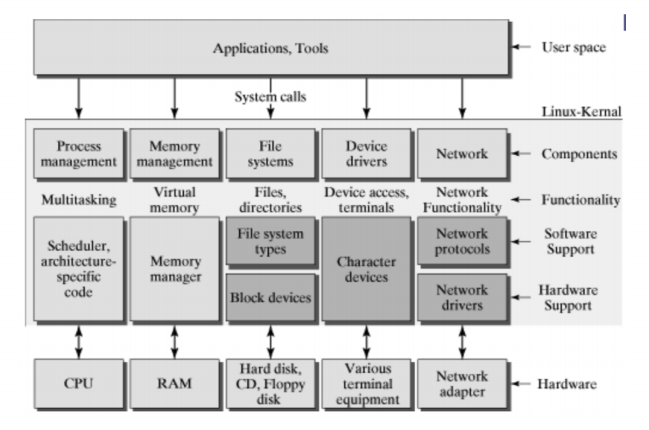 Applications, Tools
User space
System calls
Linux-Kernel
Process
management
Memory
management
File
systems
Device
drivers
Network
Components
Multitasking
Virtual
memory
Files,
directories
Device access,
terminals
Network
Functionality
Functionality
Scheduler,
architecture-
specific
code
Memory
manager
File system
types
Block devices
Character
devices
Network
protocols
Network
drivers
Software
Support
Hardware
Support
CPU
RAM
Hard disk,
CD, Floppy
disk
Various
terminal
equipment
Network
adapter
Hardware